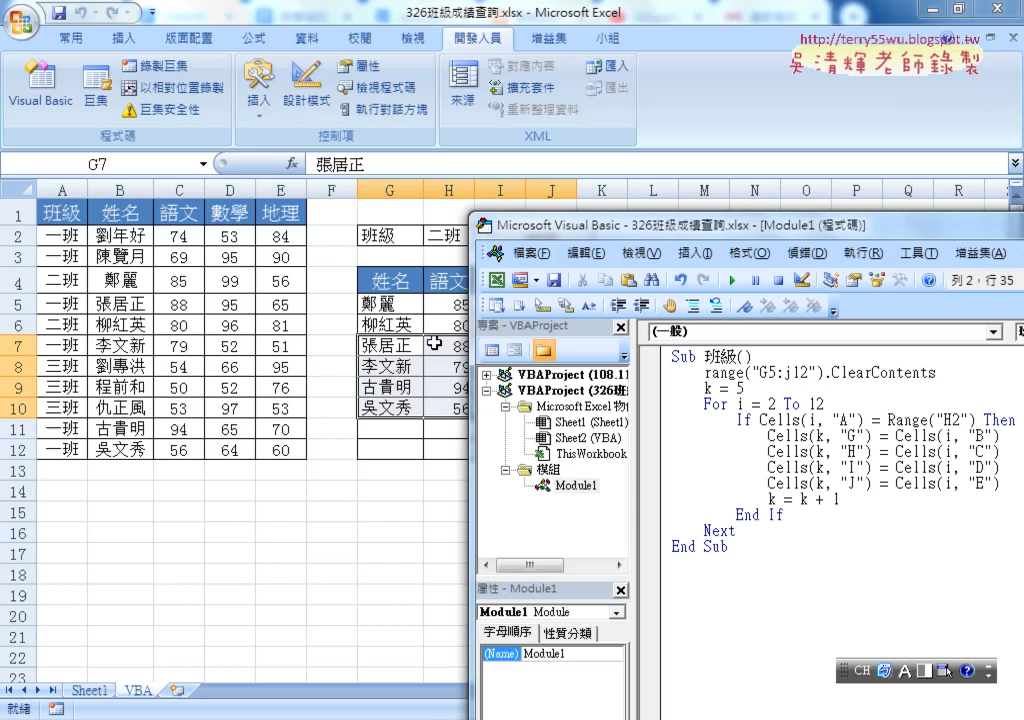 326班級成績查詢.xlsx - Microsoft Excel
常用 插入 版面配置 公式 資料 校閱 檢視 開發人員 增益集 小組
http://terry55wu.blogspot.tw
吳清輝老師錄製
Visual Basic 巨集 錄製巨集 以相對位置錄製 巨集安全性 程式碼
插入 設計模式 屬性 檢視程式碼 執行對話方塊 控制項
來源 對應內容 擴充套件 重新整理資料 匯入 匯出 XML
G7 fx 張居正
A B C D E F G H I J K L M N O P Q R
1 班級 姓名 語文 數學 地理
2 一班 劉年好 74 53 84 班級 二班
3 一班 陳覽月 69 95 90
4 二班 鄭麗 85 99 56 姓名 語文
5 一班 張居正 88 95 65 鄭麗 85
6 二班 柳紅英 80 96 81 柳紅英 80
7 一班 李文新 79 52 51 張居正 88
8 三班 劉專洪 54 66 95 李文新 79
9 三班 程前和 50 52 76 古貴明 94
10 三班 仇正風 53 97 53 吳文秀 56
11 一班 古貴明 94 65 70
12 一班 吳文秀 56 64 60
13
14
15
16
17
18
19
20
21
22
23
Sheet1 VBA
就緒
Microsoft Visual Basic - 326班級成績查詢.xlsx - [Module1 (程式碼)]
檔案(F) 編輯(E) 檢視(V) 插入(I) 格式(O) 偵錯(D) 執行(R) 工具(T) 增益集(A)
列 2，行 35
專案 - VBAProject
VBAProject (108.11
VBAProject (326班
Microsoft Excel 物
Sheet1 (Sheet1)
Sheet2 (VBA)
ThisWorkbook
模組
Module1
屬性 - Module1
Module1 Module
字母順序 性質分類
(Name) Module1
(一般)
Sub 班級()
range("G5:j12").ClearContents
k = 5
For i = 2 To 12
If Cells(i, "A") = Range("H2") Then
Cells(k, "G") = Cells(i, "B")
Cells(k, "H") = Cells(i, "C")
Cells(k, "I") = Cells(i, "D")
Cells(k, "J") = Cells(i, "E")
k = k + 1
End If
Next
End Sub
CH